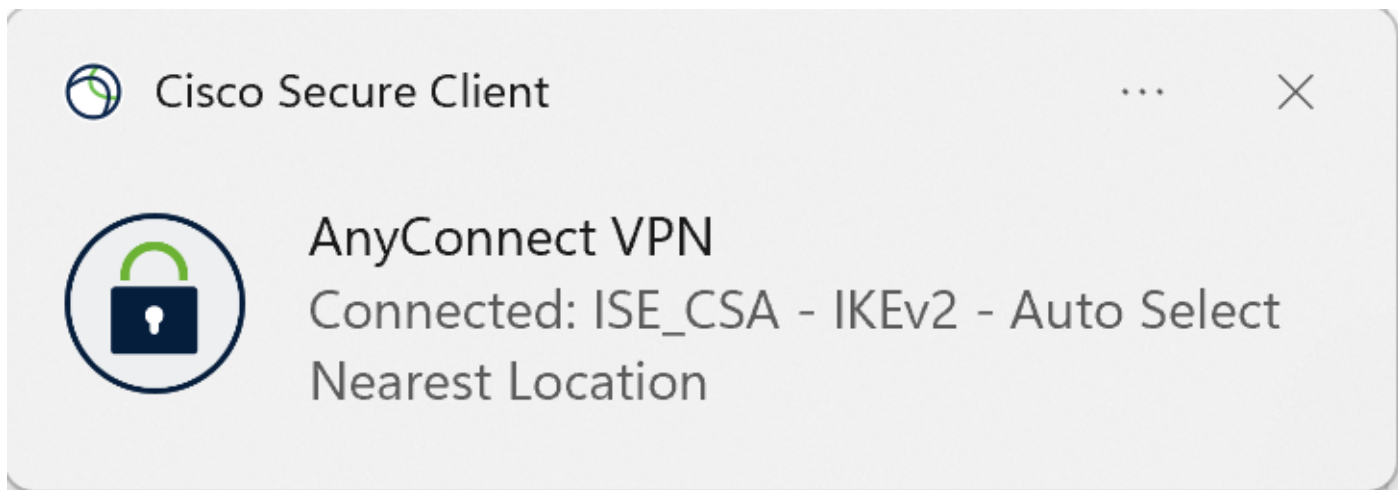 Cisco Secure Client
AnyConnect VPN
Connected: ISE_CSA - IKEv2 - Auto Select
Nearest Location